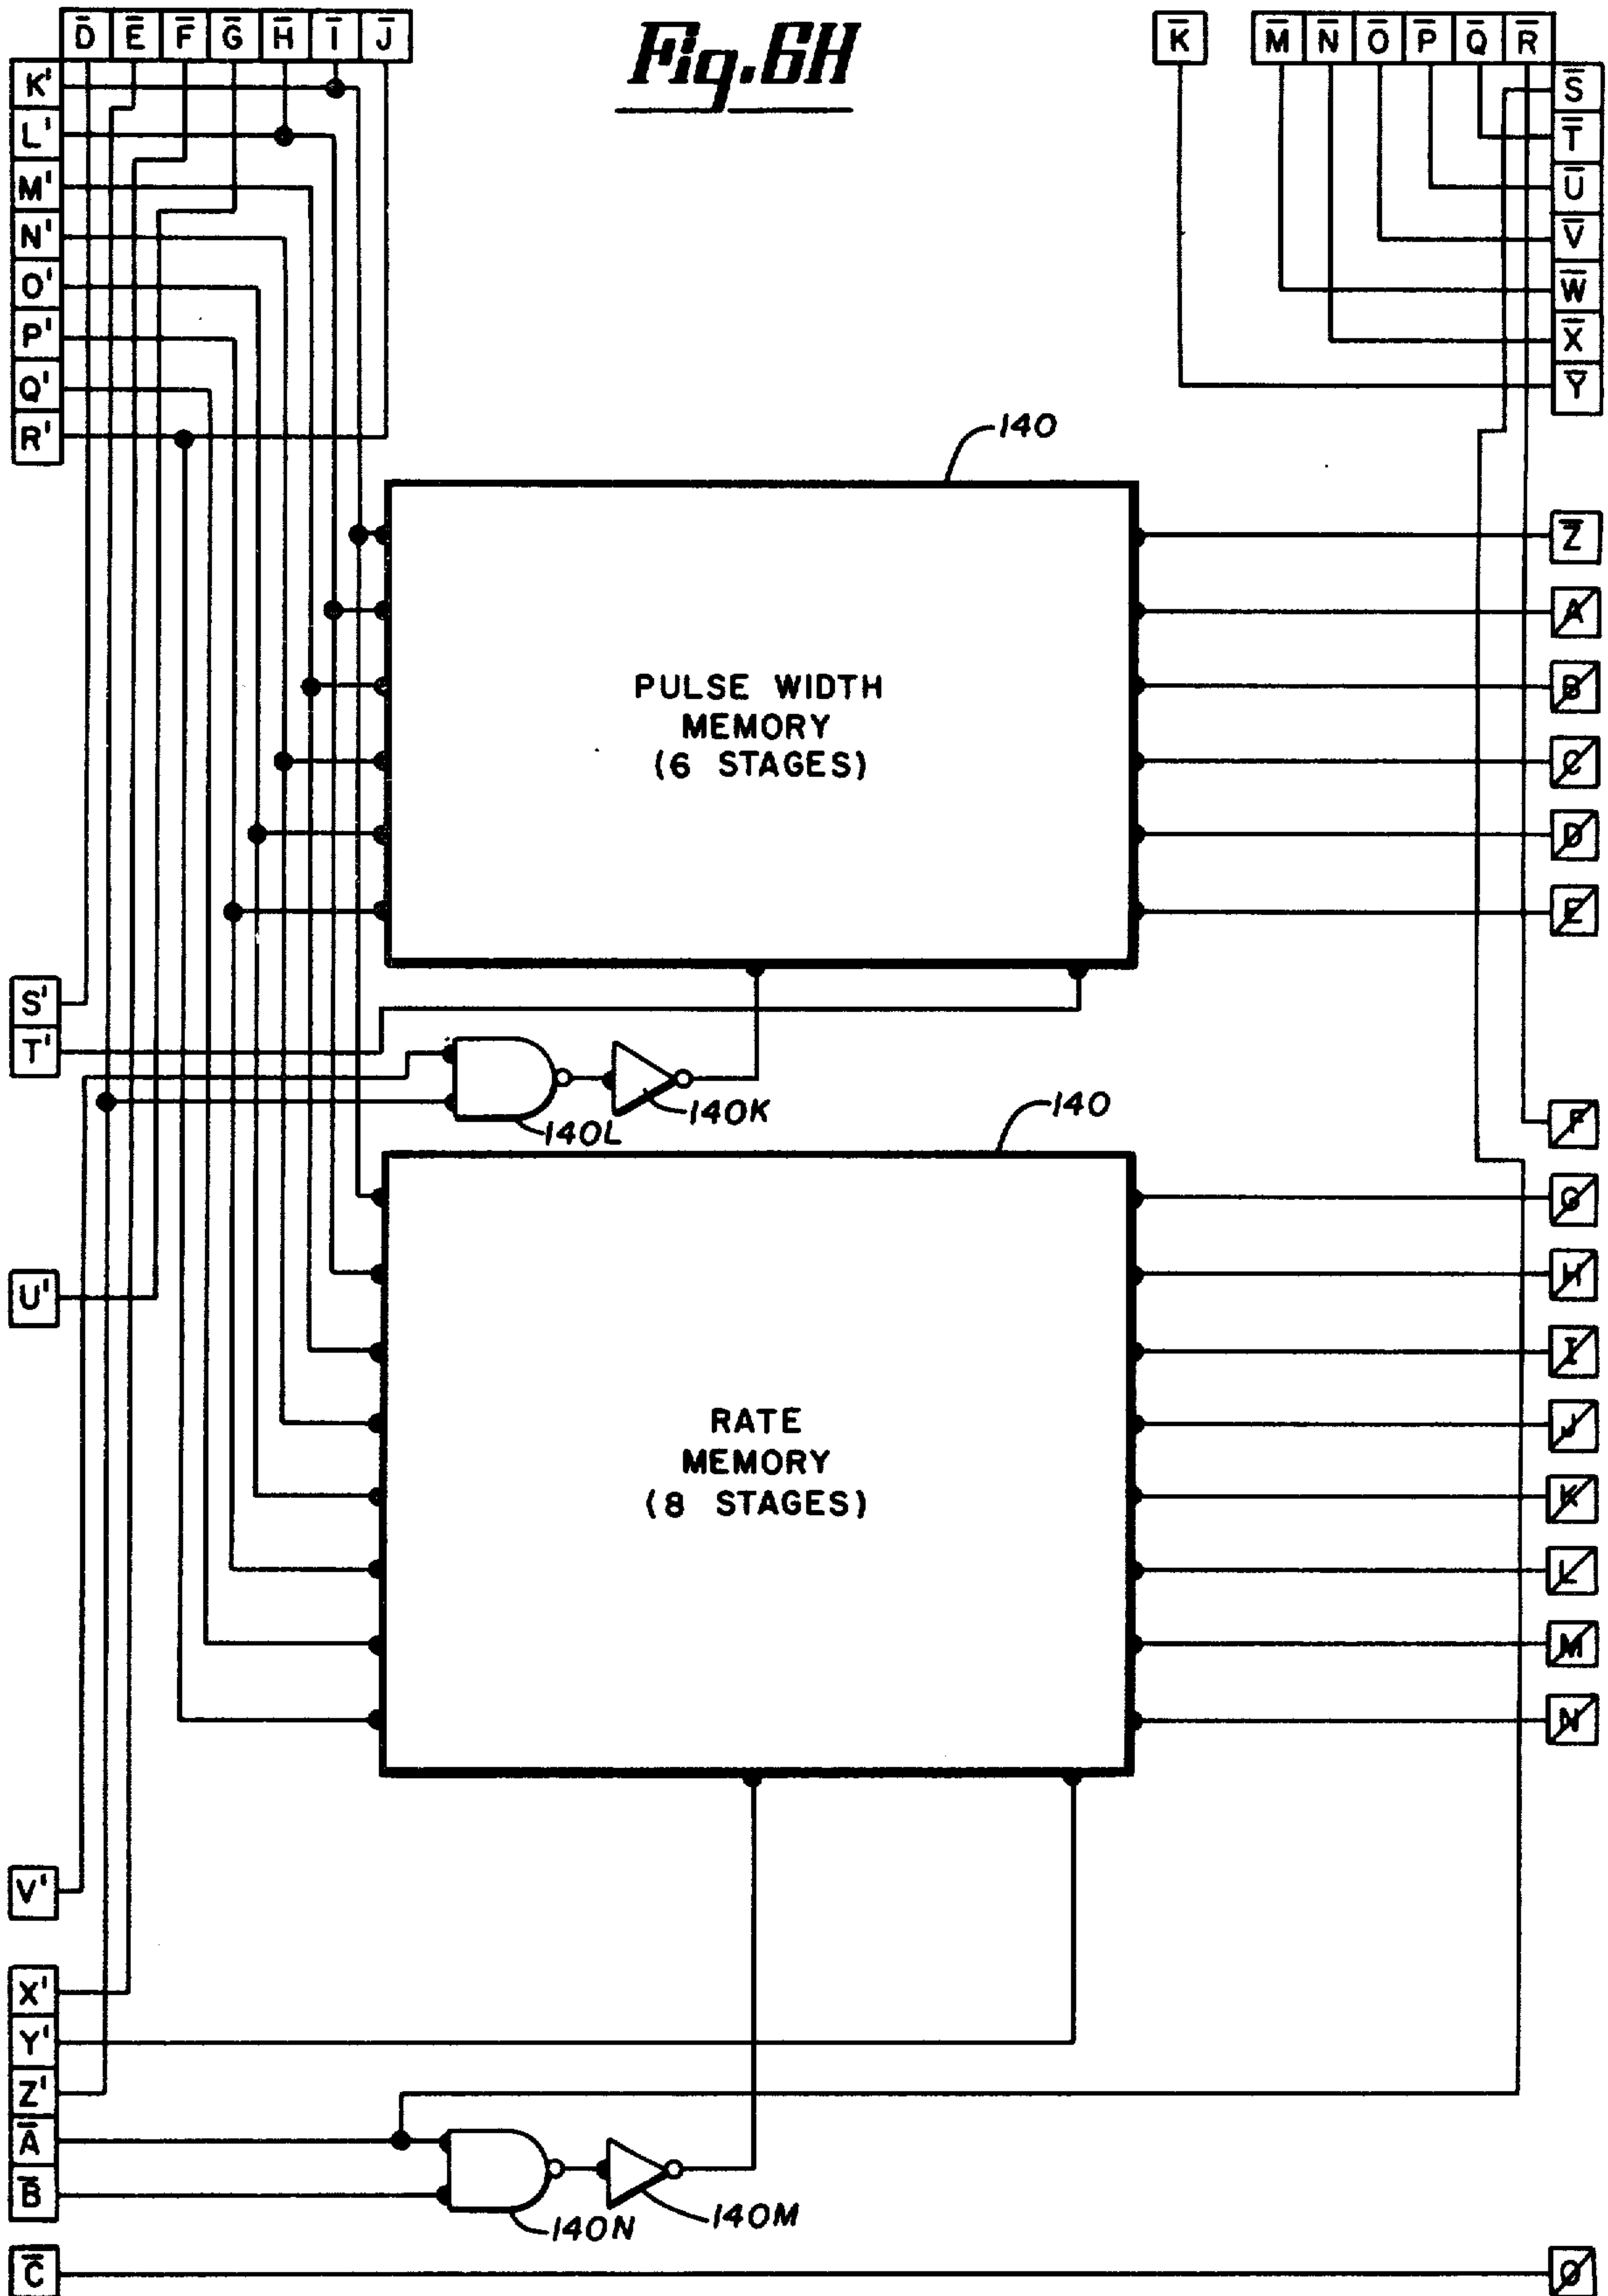 D̅ E̅ F̅ G̅ H̅ I̅ J̅
Fig.6H
K̅
M̅ N̅ O̅ P̅ Q̅ R̅
K'
L'
M'
N'
O'
P'
Q'
R'
S̅
T̅
U̅
V̅
W̅
X̅
Y̅
140
Z̅
A̸
B̸
C̸
D̸
E̸
PULSE WIDTH
MEMORY
(6 STAGES)
S'
T'
140L
140K
140
F̸
G̸
H̸
I̸
J̸
K̸
L̸
M̸
N̸
U'
RATE
MEMORY
(8 STAGES)
V'
X'
Y'
Z'
A̅
B̅
140N
140M
C̅
O̸